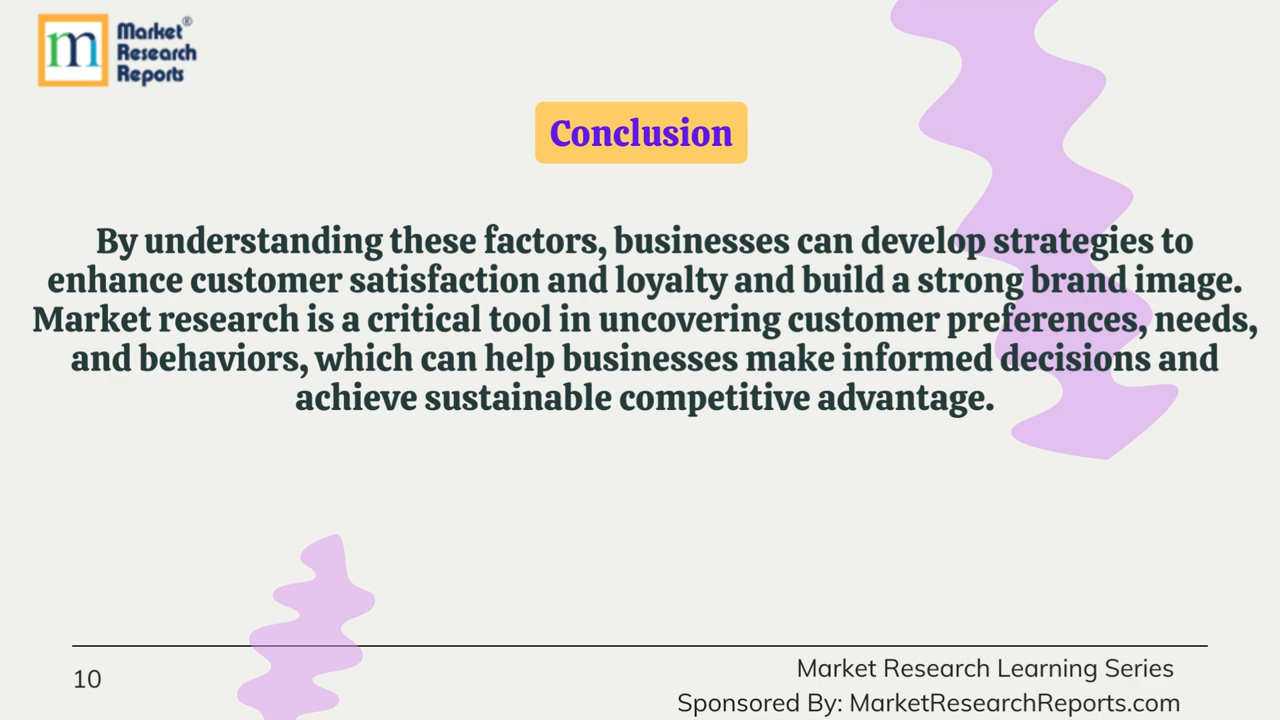 m
Market®
Research
Reports
Conclusion
By understanding these factors, businesses can develop strategies to
enhance customer satisfaction and loyalty and build a strong brand image.
Market research is a critical tool in uncovering customer preferences, needs,
and behaviors, which can help businesses make informed decisions and
achieve sustainable competitive advantage.
10
Market Research Learning Series
Sponsored By: MarketResearchReports.com